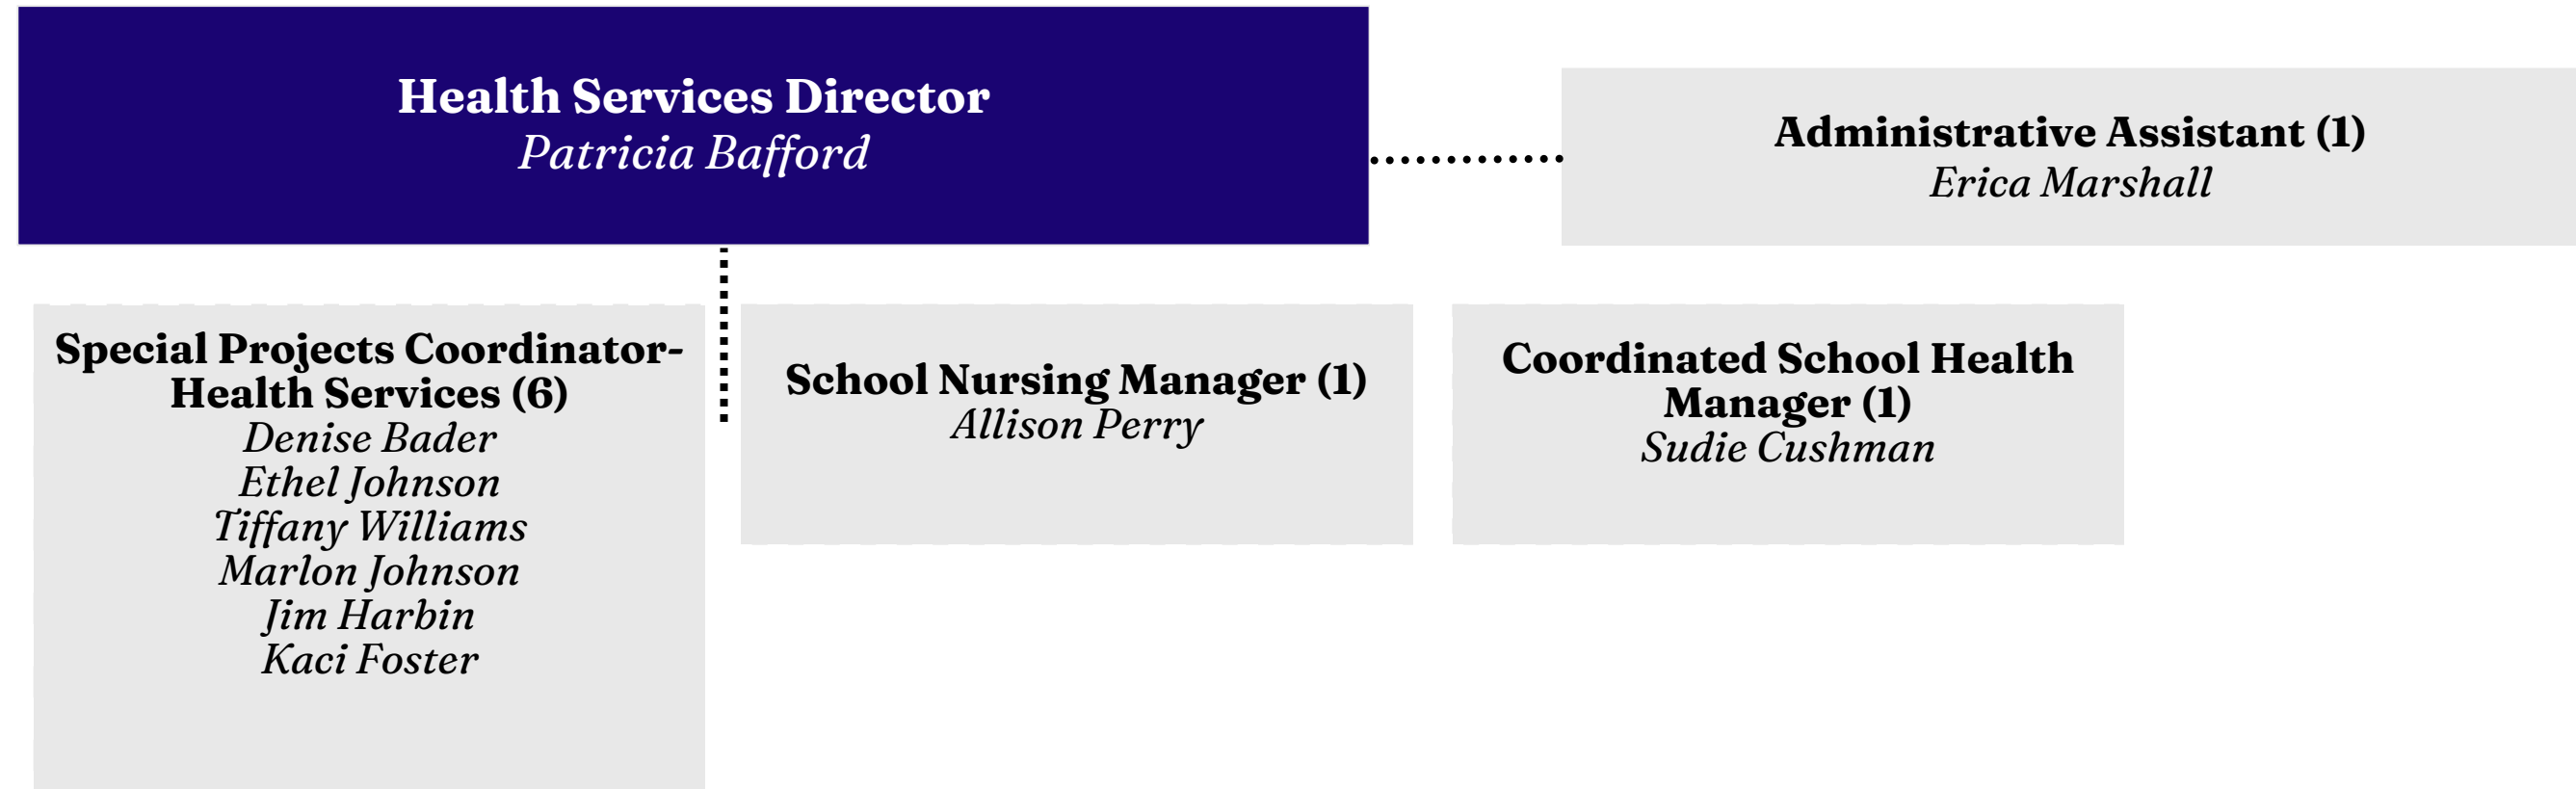 Health Services Director
Patricia Bafford
Administrative Assistant (1)
Erica Marshall
Special Projects Coordinator-
Health Services (6)
Denise Bader
Ethel Johnson
Tiffany Williams
Marlon Johnson
Jim Harbin
Kaci Foster
School Nursing Manager (1)
Allison Perry
Coordinated School Health
Manager (1)
Sudie Cushman